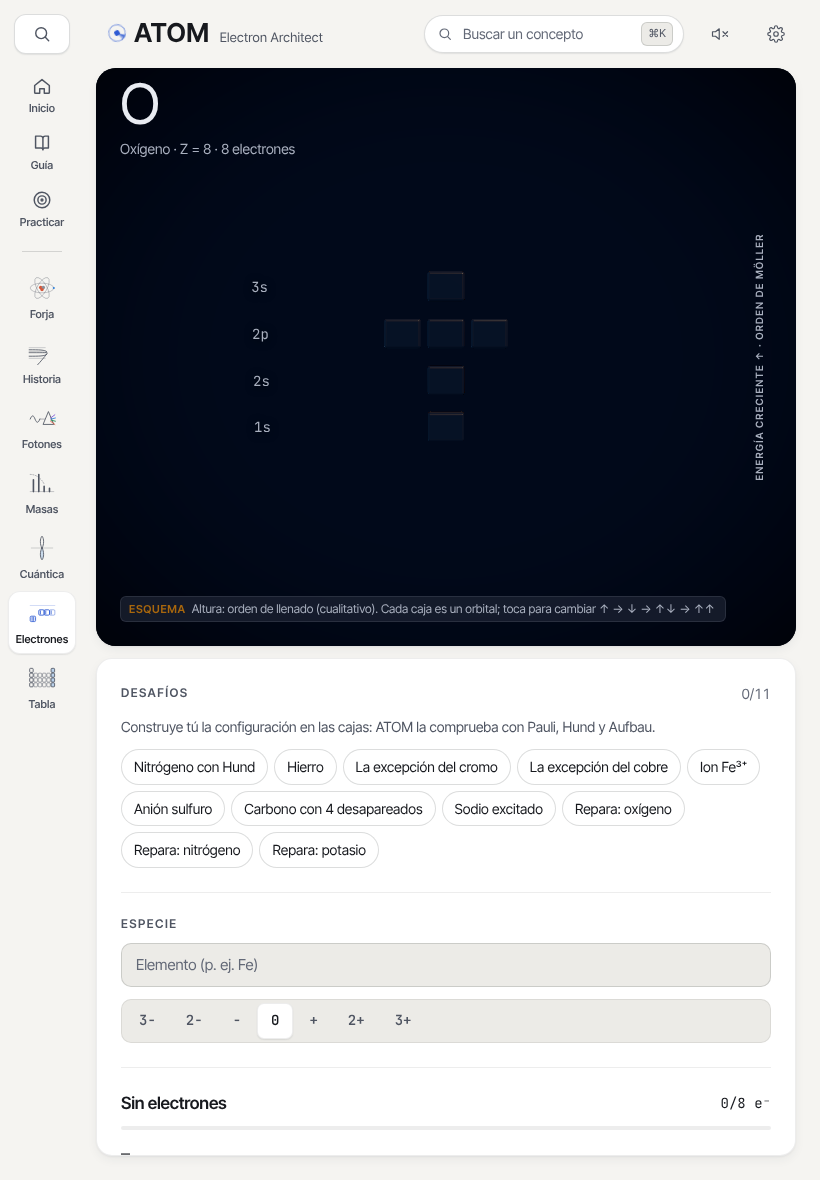 ATOM Electron Architect
Buscar un concepto ⌘K
Inicio
Guía
Practicar
Forja
Historia
Fotones
Masas
Cuántica
Electrones
Tabla
O
Oxígeno · Z = 8 · 8 electrones
3s
2p
2s
1s
ENERGÍA CRECIENTE ↑ · ORDEN DE MÖLLER
ESQUEMA Altura: orden de llenado (cualitativo). Cada caja es un orbital; toca para cambiar ↑ → ↓ → ↑↓ → ↑↑
DESAFÍOS 0/11
Construye tú la configuración en las cajas: ATOM la comprueba con Pauli, Hund y Aufbau.
Nitrógeno con Hund Hierro La excepción del cromo La excepción del cobre Ion Fe³⁺
Anión sulfuro Carbono con 4 desapareados Sodio excitado Repara: oxígeno
Repara: nitrógeno Repara: potasio
ESPECIE
Elemento (p. ej. Fe)
3- 2- - 0 + 2+ 3+
Sin electrones 0/8 e⁻